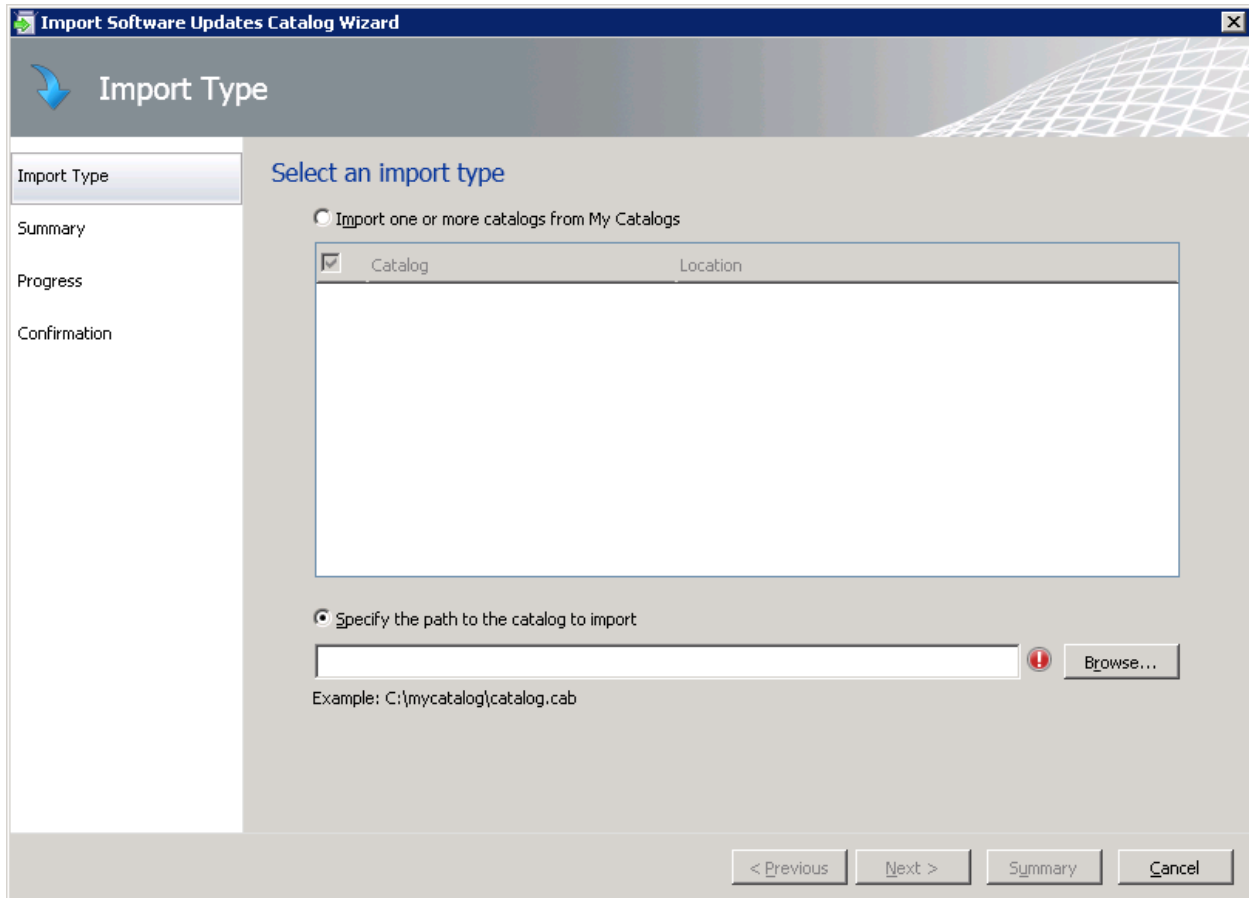 Import Software Updates Catalog Wizard
Import Type
Import Type
Summary
Progress
Confirmation
Select an import type
Import one or more catalogs from My Catalogs
Catalog Location
Specify the path to the catalog to import
Browse...
Example: C:\mycatalog\catalog.cab
< Previous Next > Summary Cancel